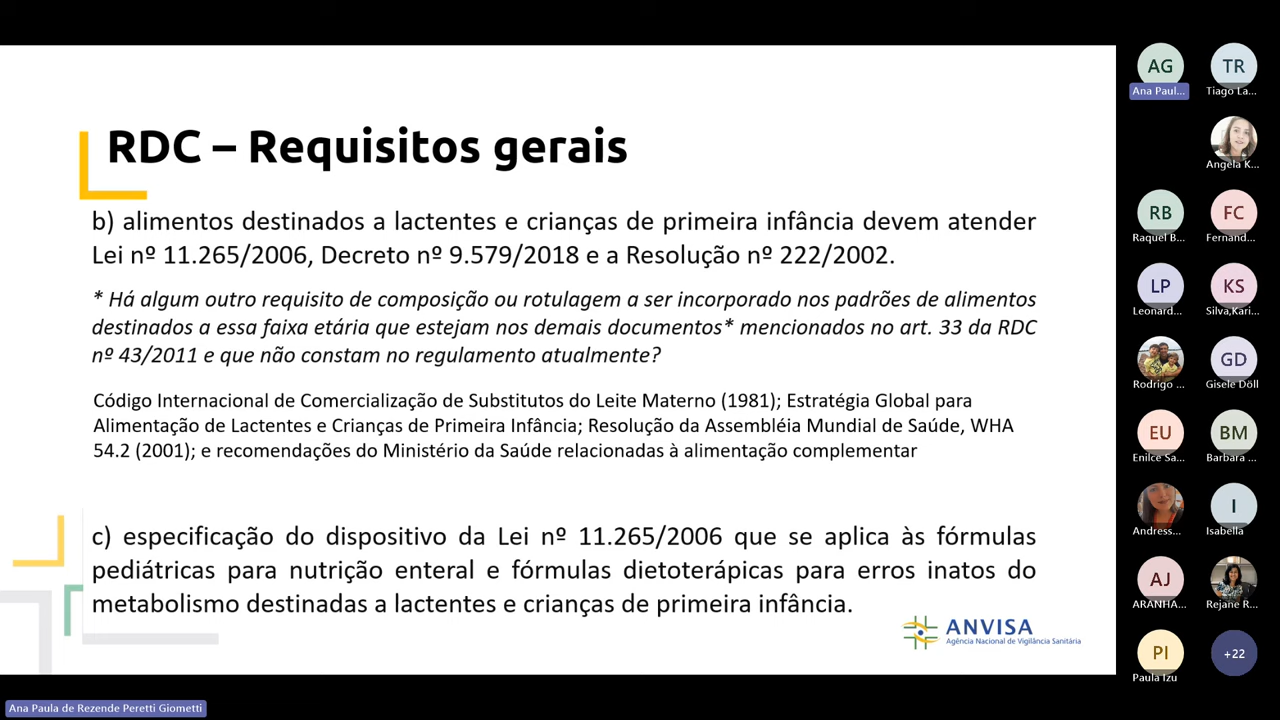 RDC – Requisitos gerais
b) alimentos destinados a lactentes e crianças de primeira infância devem atender
Lei nº 11.265/2006, Decreto nº 9.579/2018 e a Resolução nº 222/2002.
* Há algum outro requisito de composição ou rotulagem a ser incorporado nos padrões de alimentos
destinados a essa faixa etária que estejam nos demais documentos* mencionados no art. 33 da RDC
nº 43/2011 e que não constam no regulamento atualmente?
Código Internacional de Comercialização de Substitutos do Leite Materno (1981); Estratégia Global para
Alimentação de Lactentes e Crianças de Primeira Infância; Resolução da Assembléia Mundial de Saúde, WHA
54.2 (2001); e recomendações do Ministério da Saúde relacionadas à alimentação complementar
c) especificação do dispositivo da Lei nº 11.265/2006 que se aplica às fórmulas
pediátricas para nutrição enteral e fórmulas dietoterápicas para erros inatos do
metabolismo destinadas a lactentes e crianças de primeira infância.
ANVISA
Agência Nacional de Vigilância Sanitária
AG
Ana Paul...
TR
Tiago La...
Angela K...
RB
Raquel B...
FC
Fernand...
LP
Leonard...
KS
Silva,Kari...
Rodrigo ...
GD
Gisele Döll
EU
Enilce Sa...
BM
Barbara ...
Andress...
I
Isabella
AJ
ARANHA...
Rejane R...
PI
Paula Izu
+22
Ana Paula de Rezende Peretti Giometti